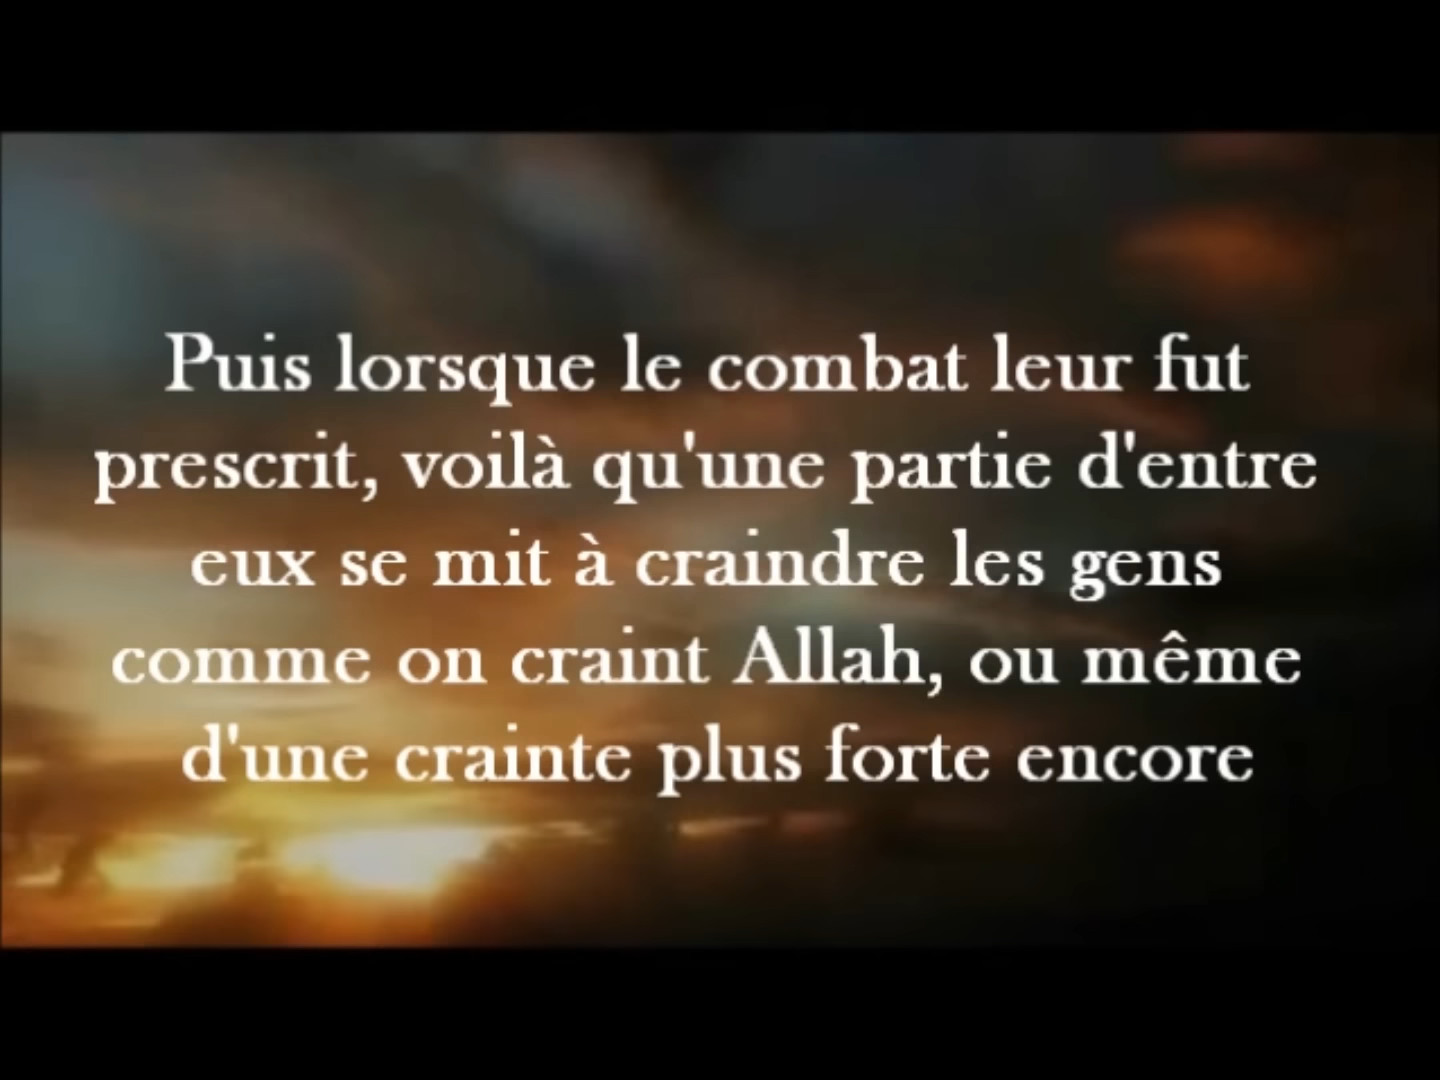 Puis lorsque le combat leur fut
prescrit, voilà qu'une partie d'entre
eux se mit à craindre les gens
comme on craint Allah, ou même
d'une crainte plus forte encore